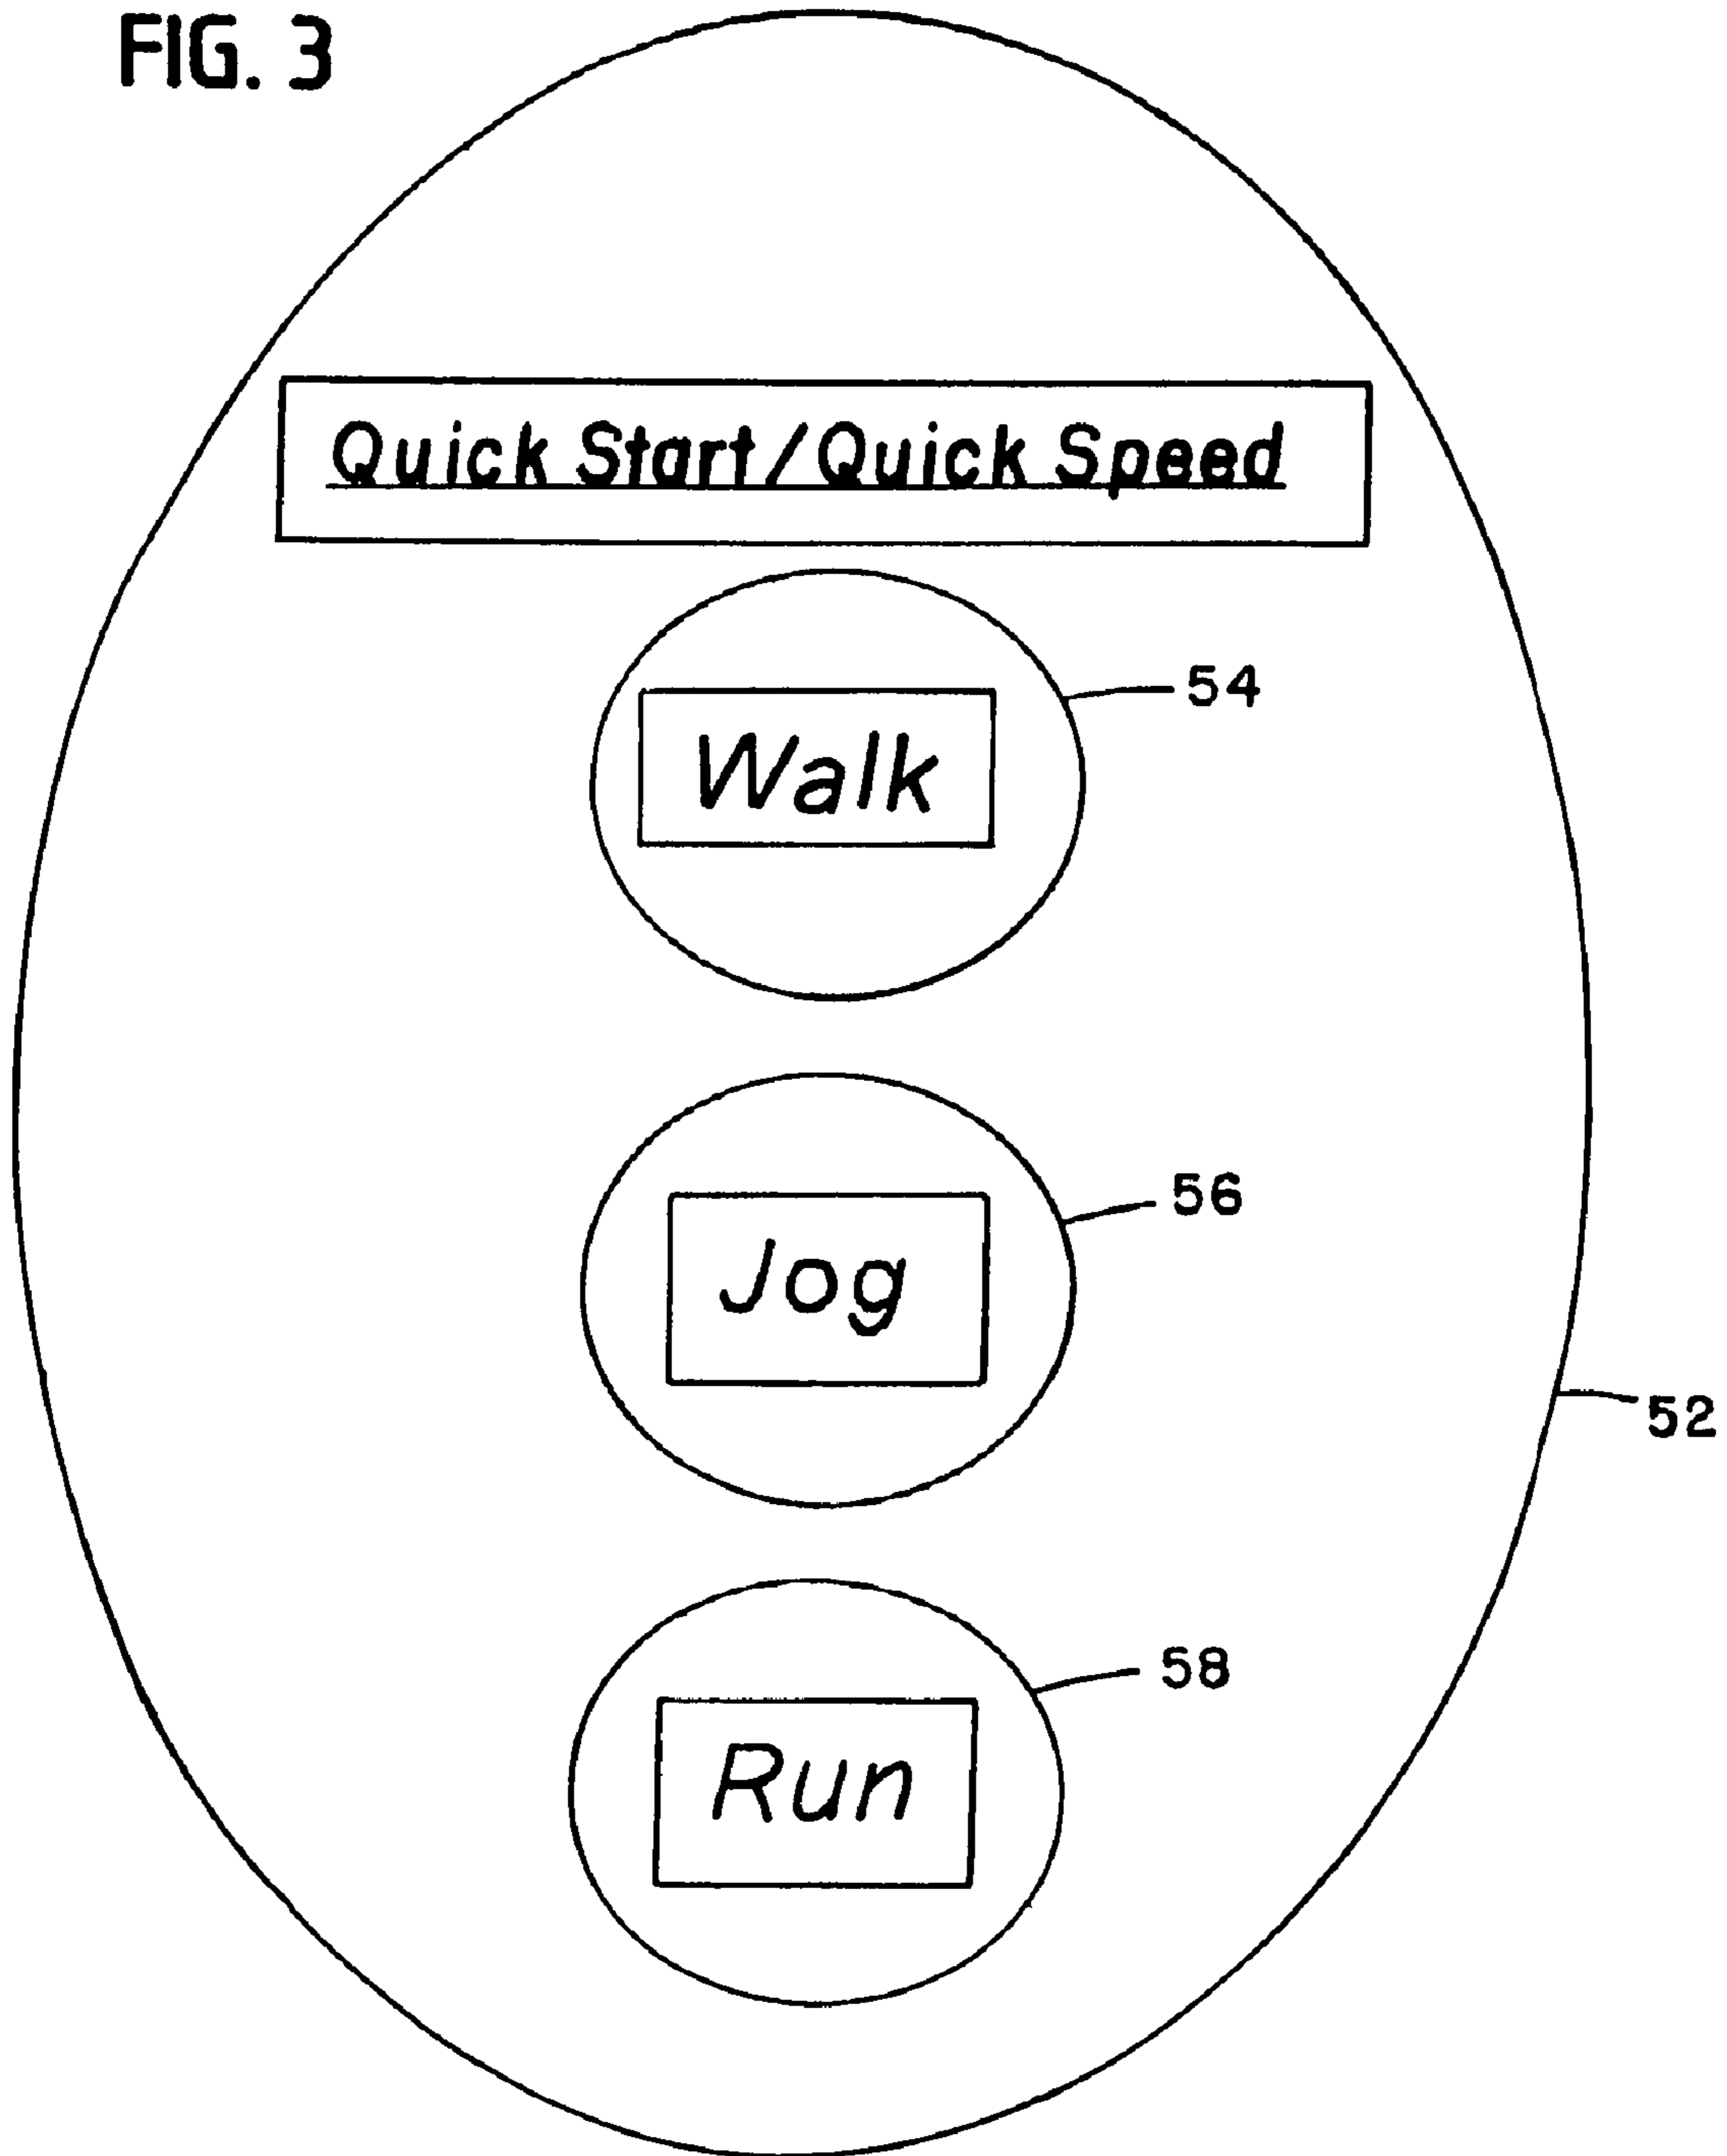 FIG. 3
Quick Start/Quick Speed
54
Walk
56
Jog
52
58
Run